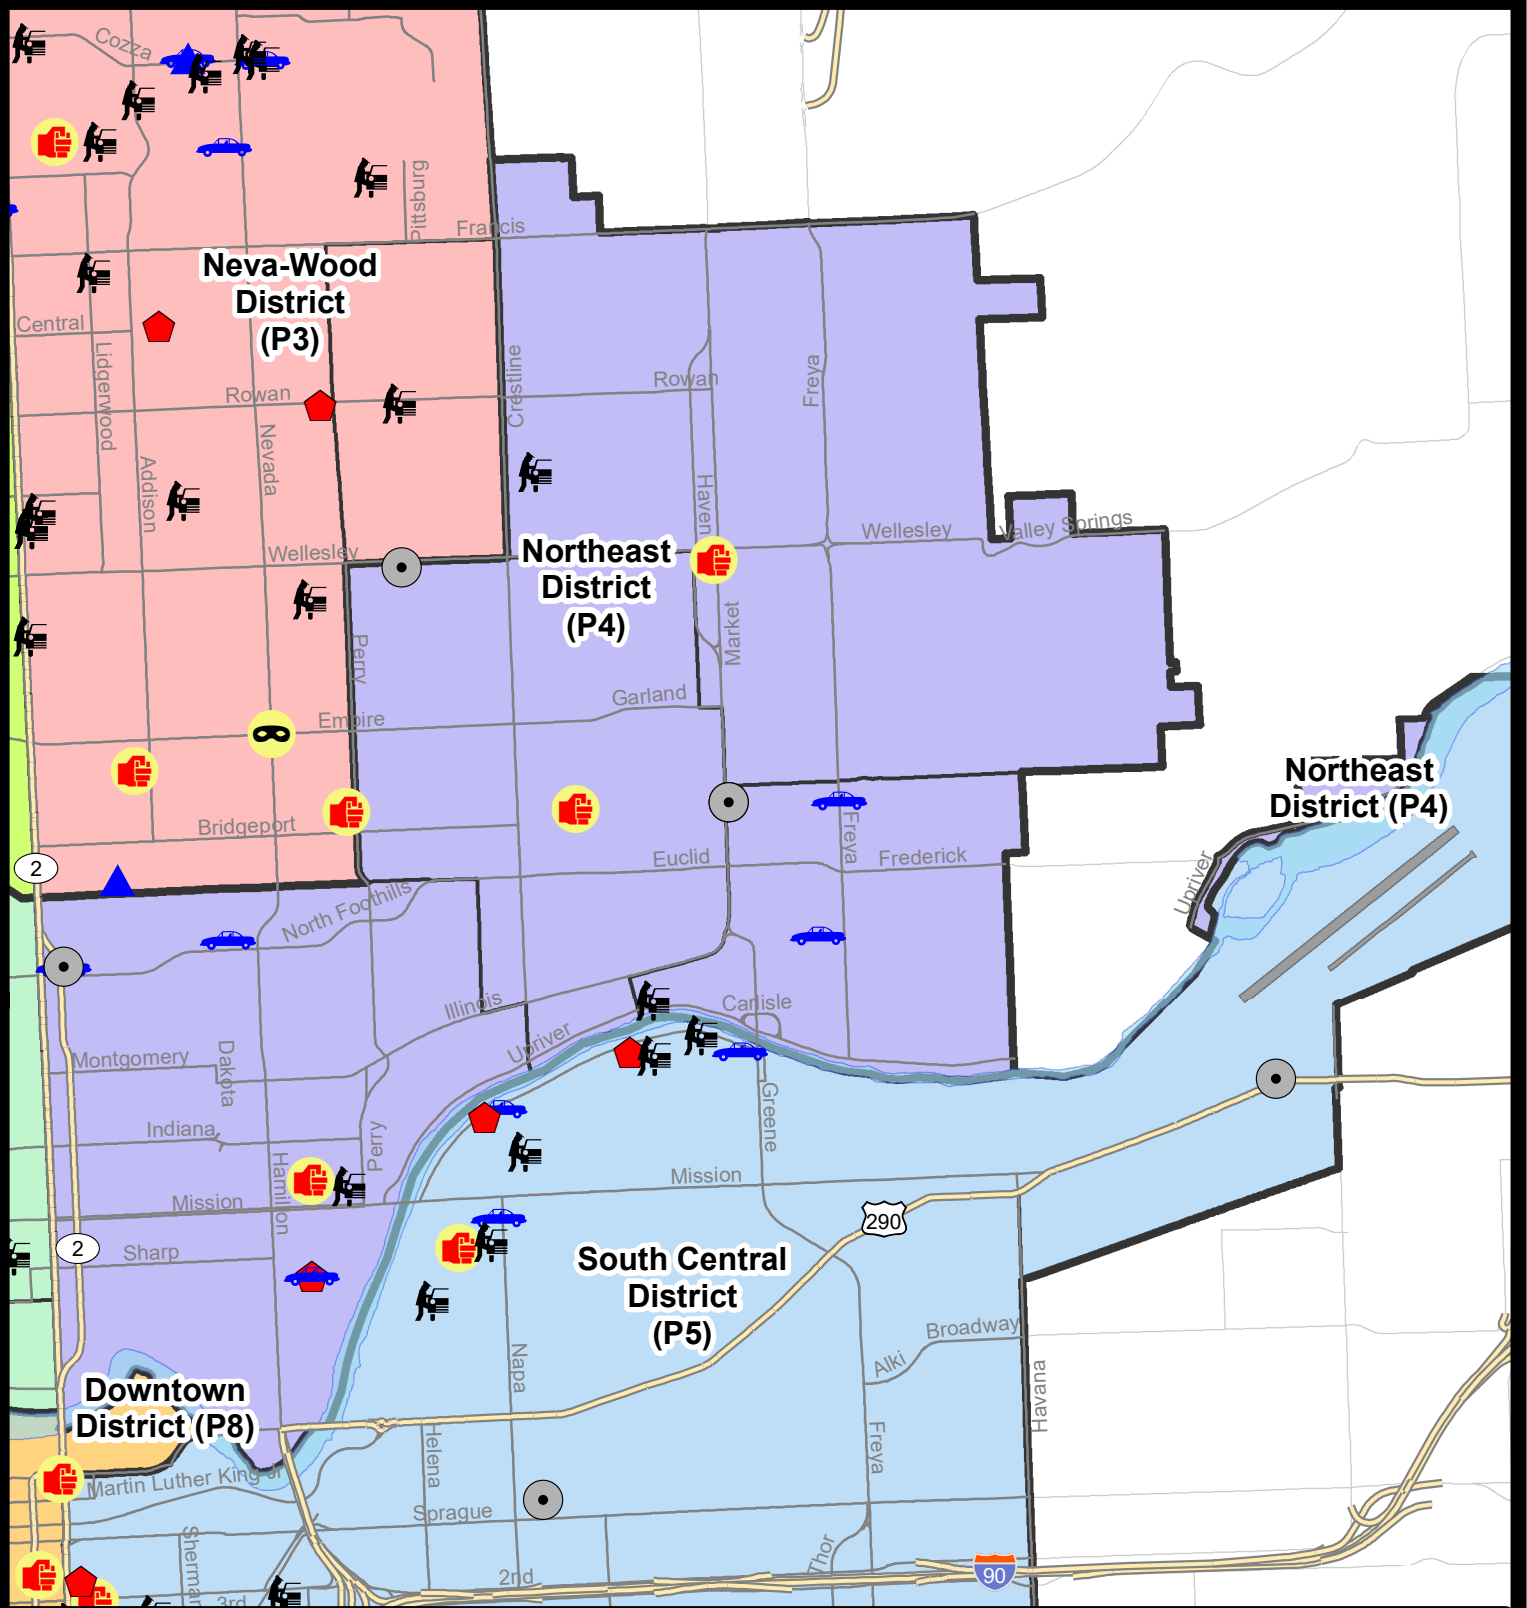 Cozza
Pittsburg
Francis
Neva-Wood
District
(P3)
Central
Lidgerwood
Crestline
Freya
Rowan
Rowan
Addison
Nevada
Haven
Wellesley
Wellesley
Valley Springs
Northeast
District
(P4)
Perry
Market
Garland
Empire
Northeast
District (P4)
Bridgeport
Freya
Euclid
Frederick
2
Upriver
North Foothills
Illinois
Carlisle
Upriver
Montgomery
Dakota
Greene
Indiana
Perry
Hamilton
Mission
Mission
290
2
Sharp
South Central
District
(P5)
Broadway
Alki
Napa
Havana
Downtown
District (P8)
Helena
Freya
Martin Luther King Jr
Sprague
Sherman
Thor
2nd
90
3rd